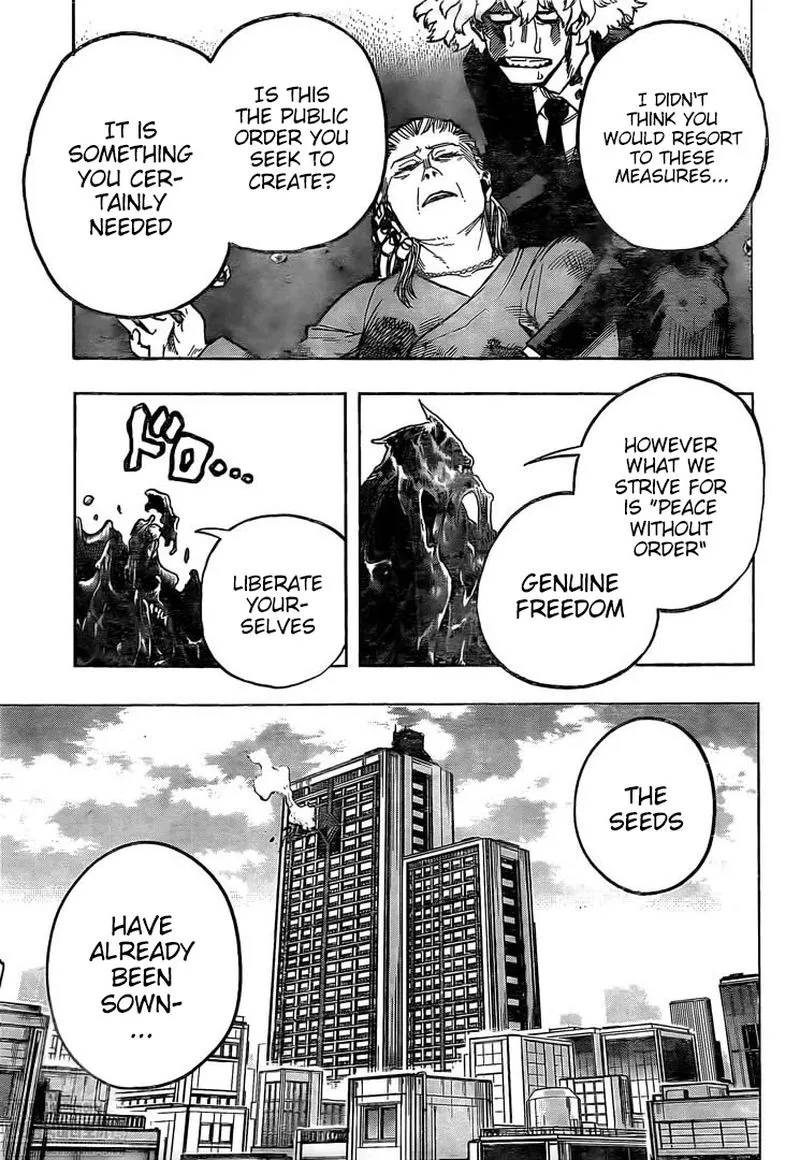 I DIDN'T
THINK YOU
WOULD RESORT
TO THESE
MEASURES...
IS THIS
THE PUBLIC
ORDER YOU
SEEK TO
CREATE?
IT IS
SOMETHING
YOU CER-
TAINLY
NEEDED
HOWEVER
WHAT WE
STRIVE FOR
IS "PEACE
WITHOUT
ORDER"
GENUINE
FREEDOM
ドロ...
LIBERATE
YOUR-
SELVES
THE
SEEDS
HAVE
ALREADY
BEEN
SOWN-
...